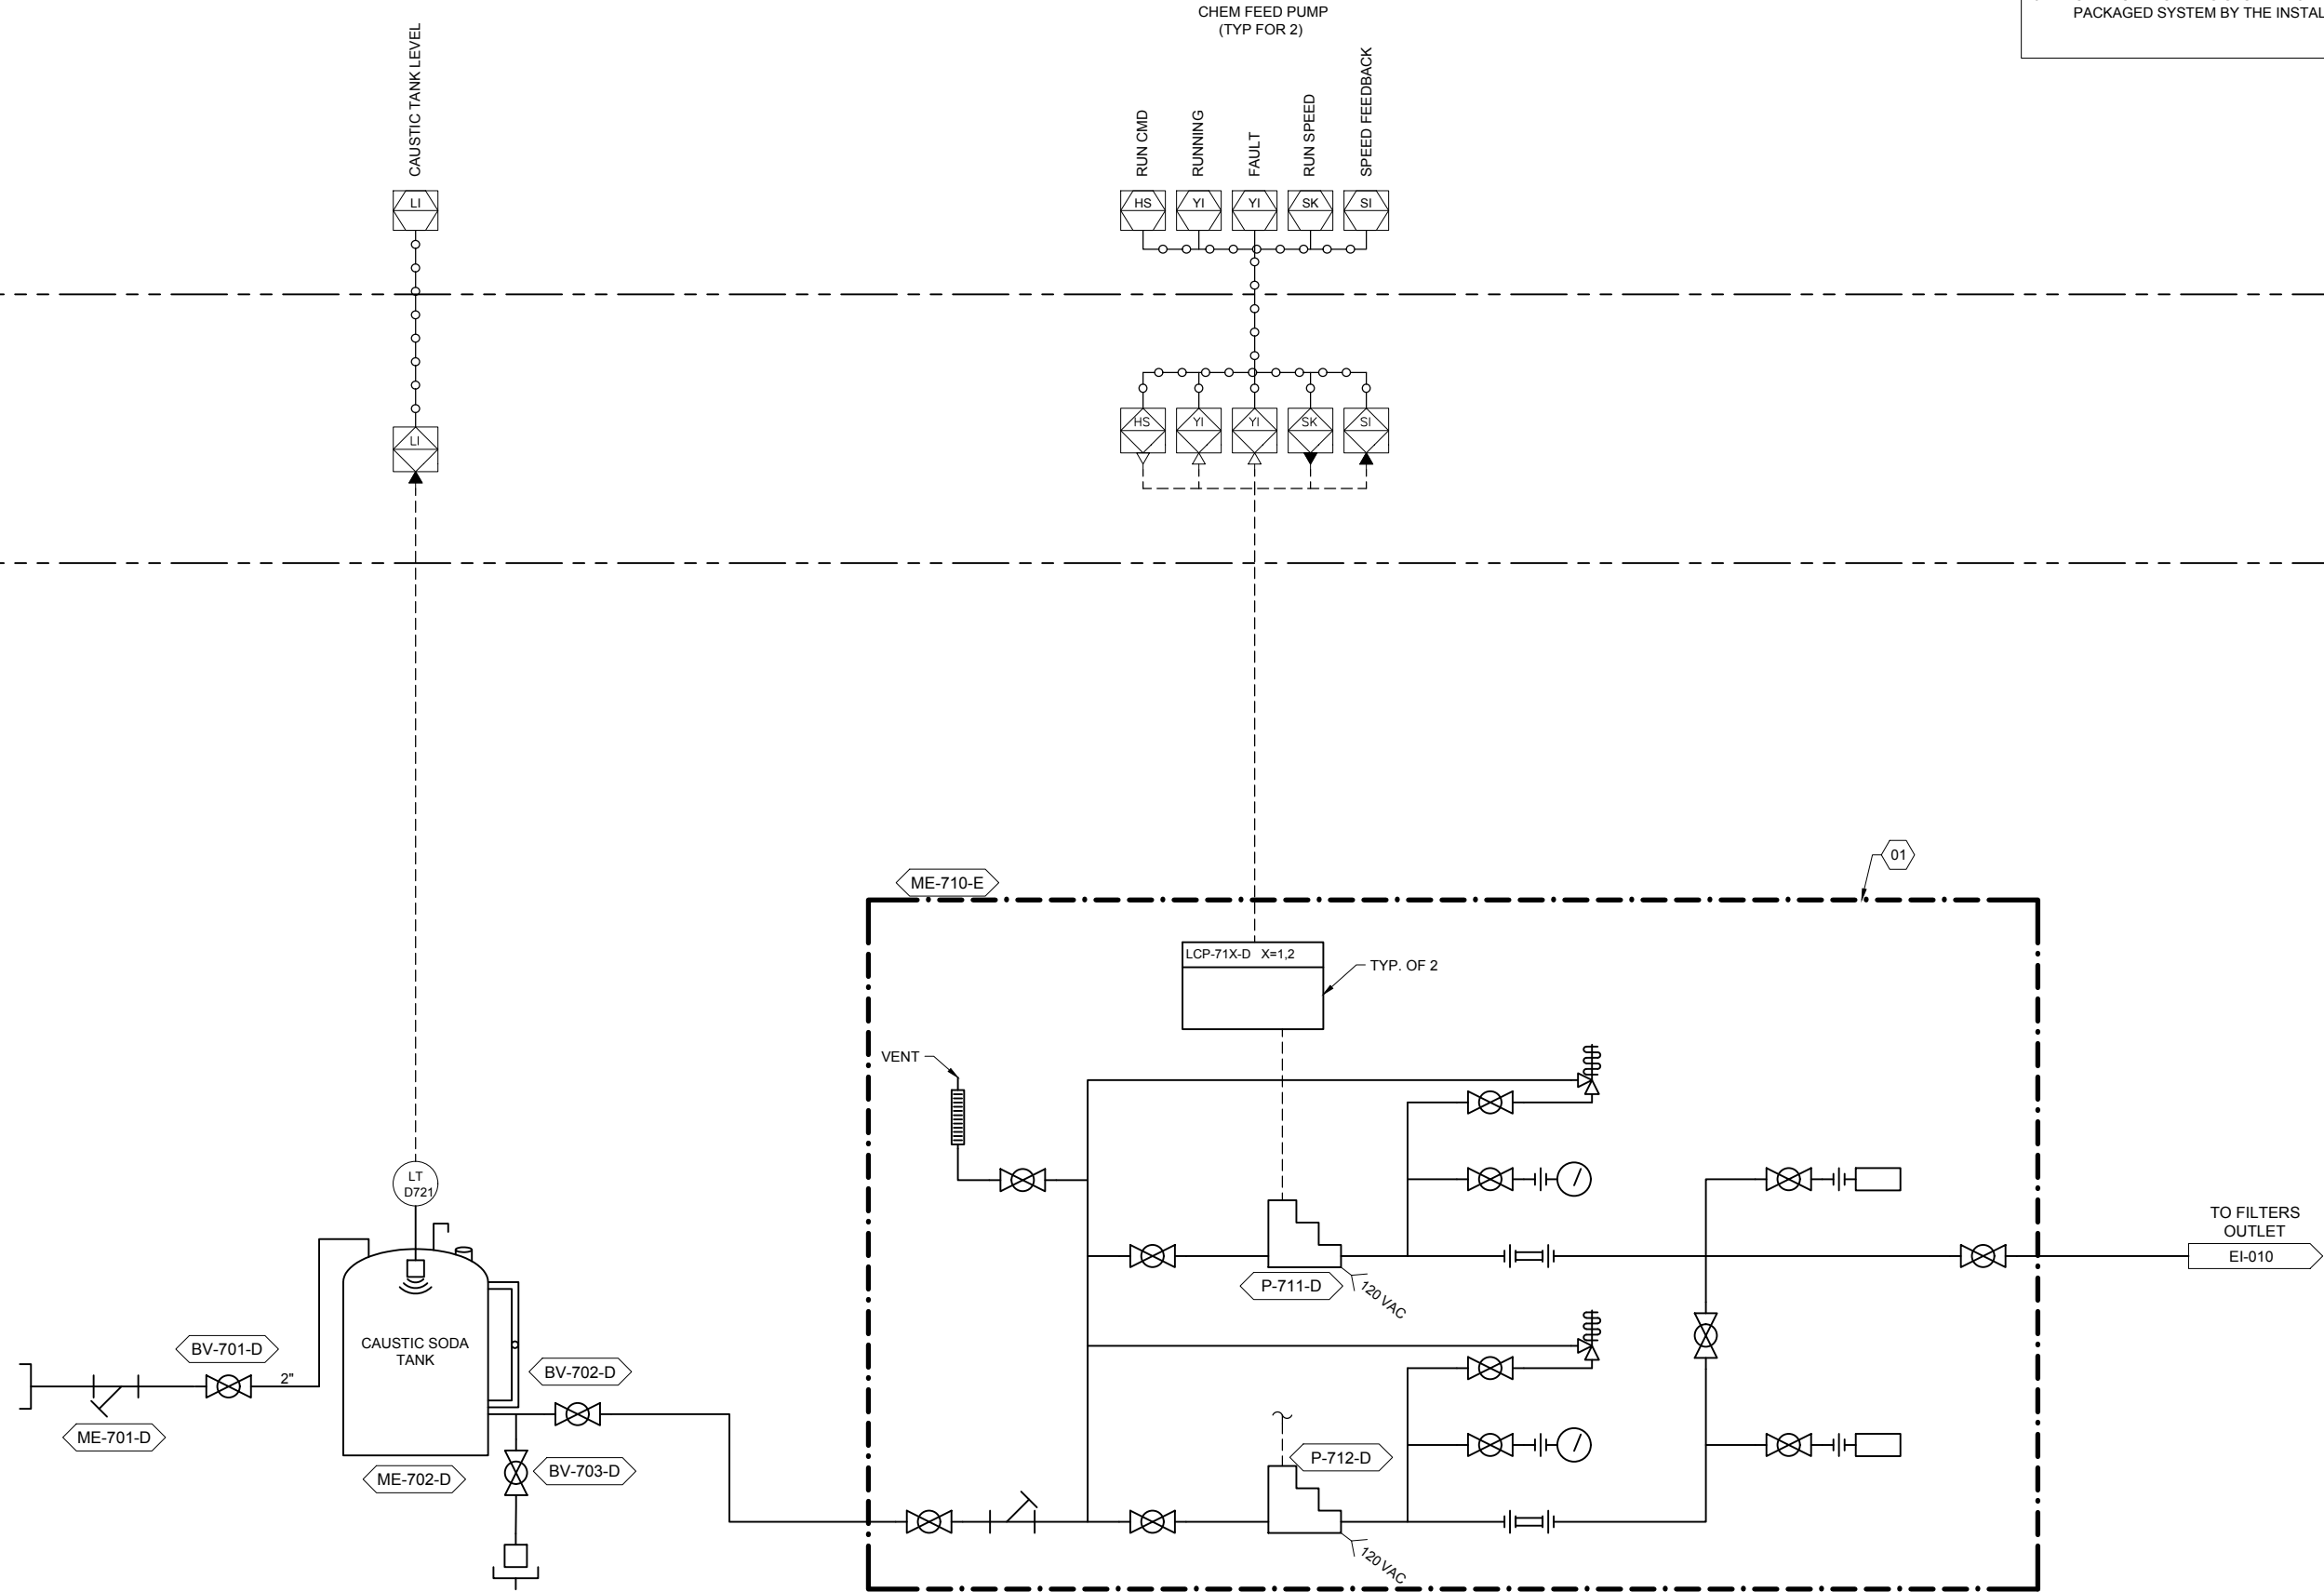 CHEM FEED PUMP
(TYP FOR 2)
PACKAGED SYSTEM BY THE INSTAL
CAUSTIC TANK LEVEL
RUN CMD
RUNNING
FAULT
RUN SPEED
SPEED FEEDBACK
LI
HS
YI
YI
SK
SI
HS
YI
YI
SK
SI
LI
01
ME-710-E
LCP-71X-D X=1,2
TYP. OF 2
VENT
LT
D721
TO FILTERS
OUTLET
EI-010
P-711-D
120 VAC
CAUSTIC SODA
TANK
BV-701-D
2"
BV-702-D
ME-701-D
ME-702-D
BV-703-D
P-712-D
120 VAC